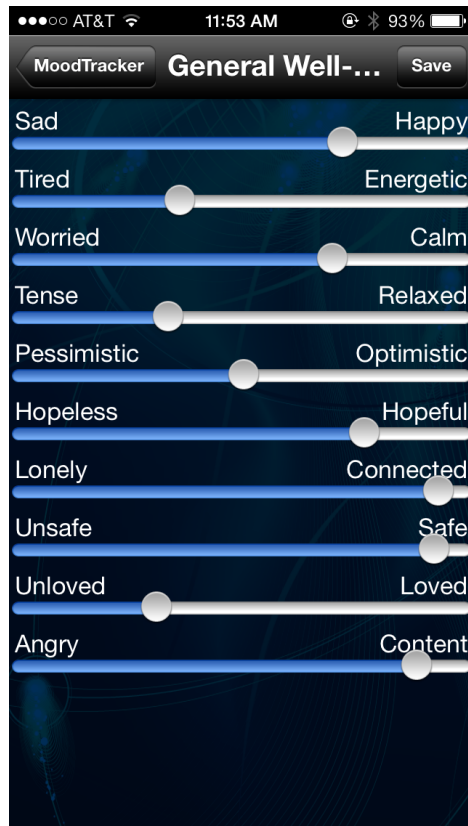 AT&T 11:53 AM 93%
MoodTracker General Well-... Save
Sad Happy
Tired Energetic
Worried Calm
Tense Relaxed
Pessimistic Optimistic
Hopeless Hopeful
Lonely Connected
Unsafe Safe
Unloved Loved
Angry Content